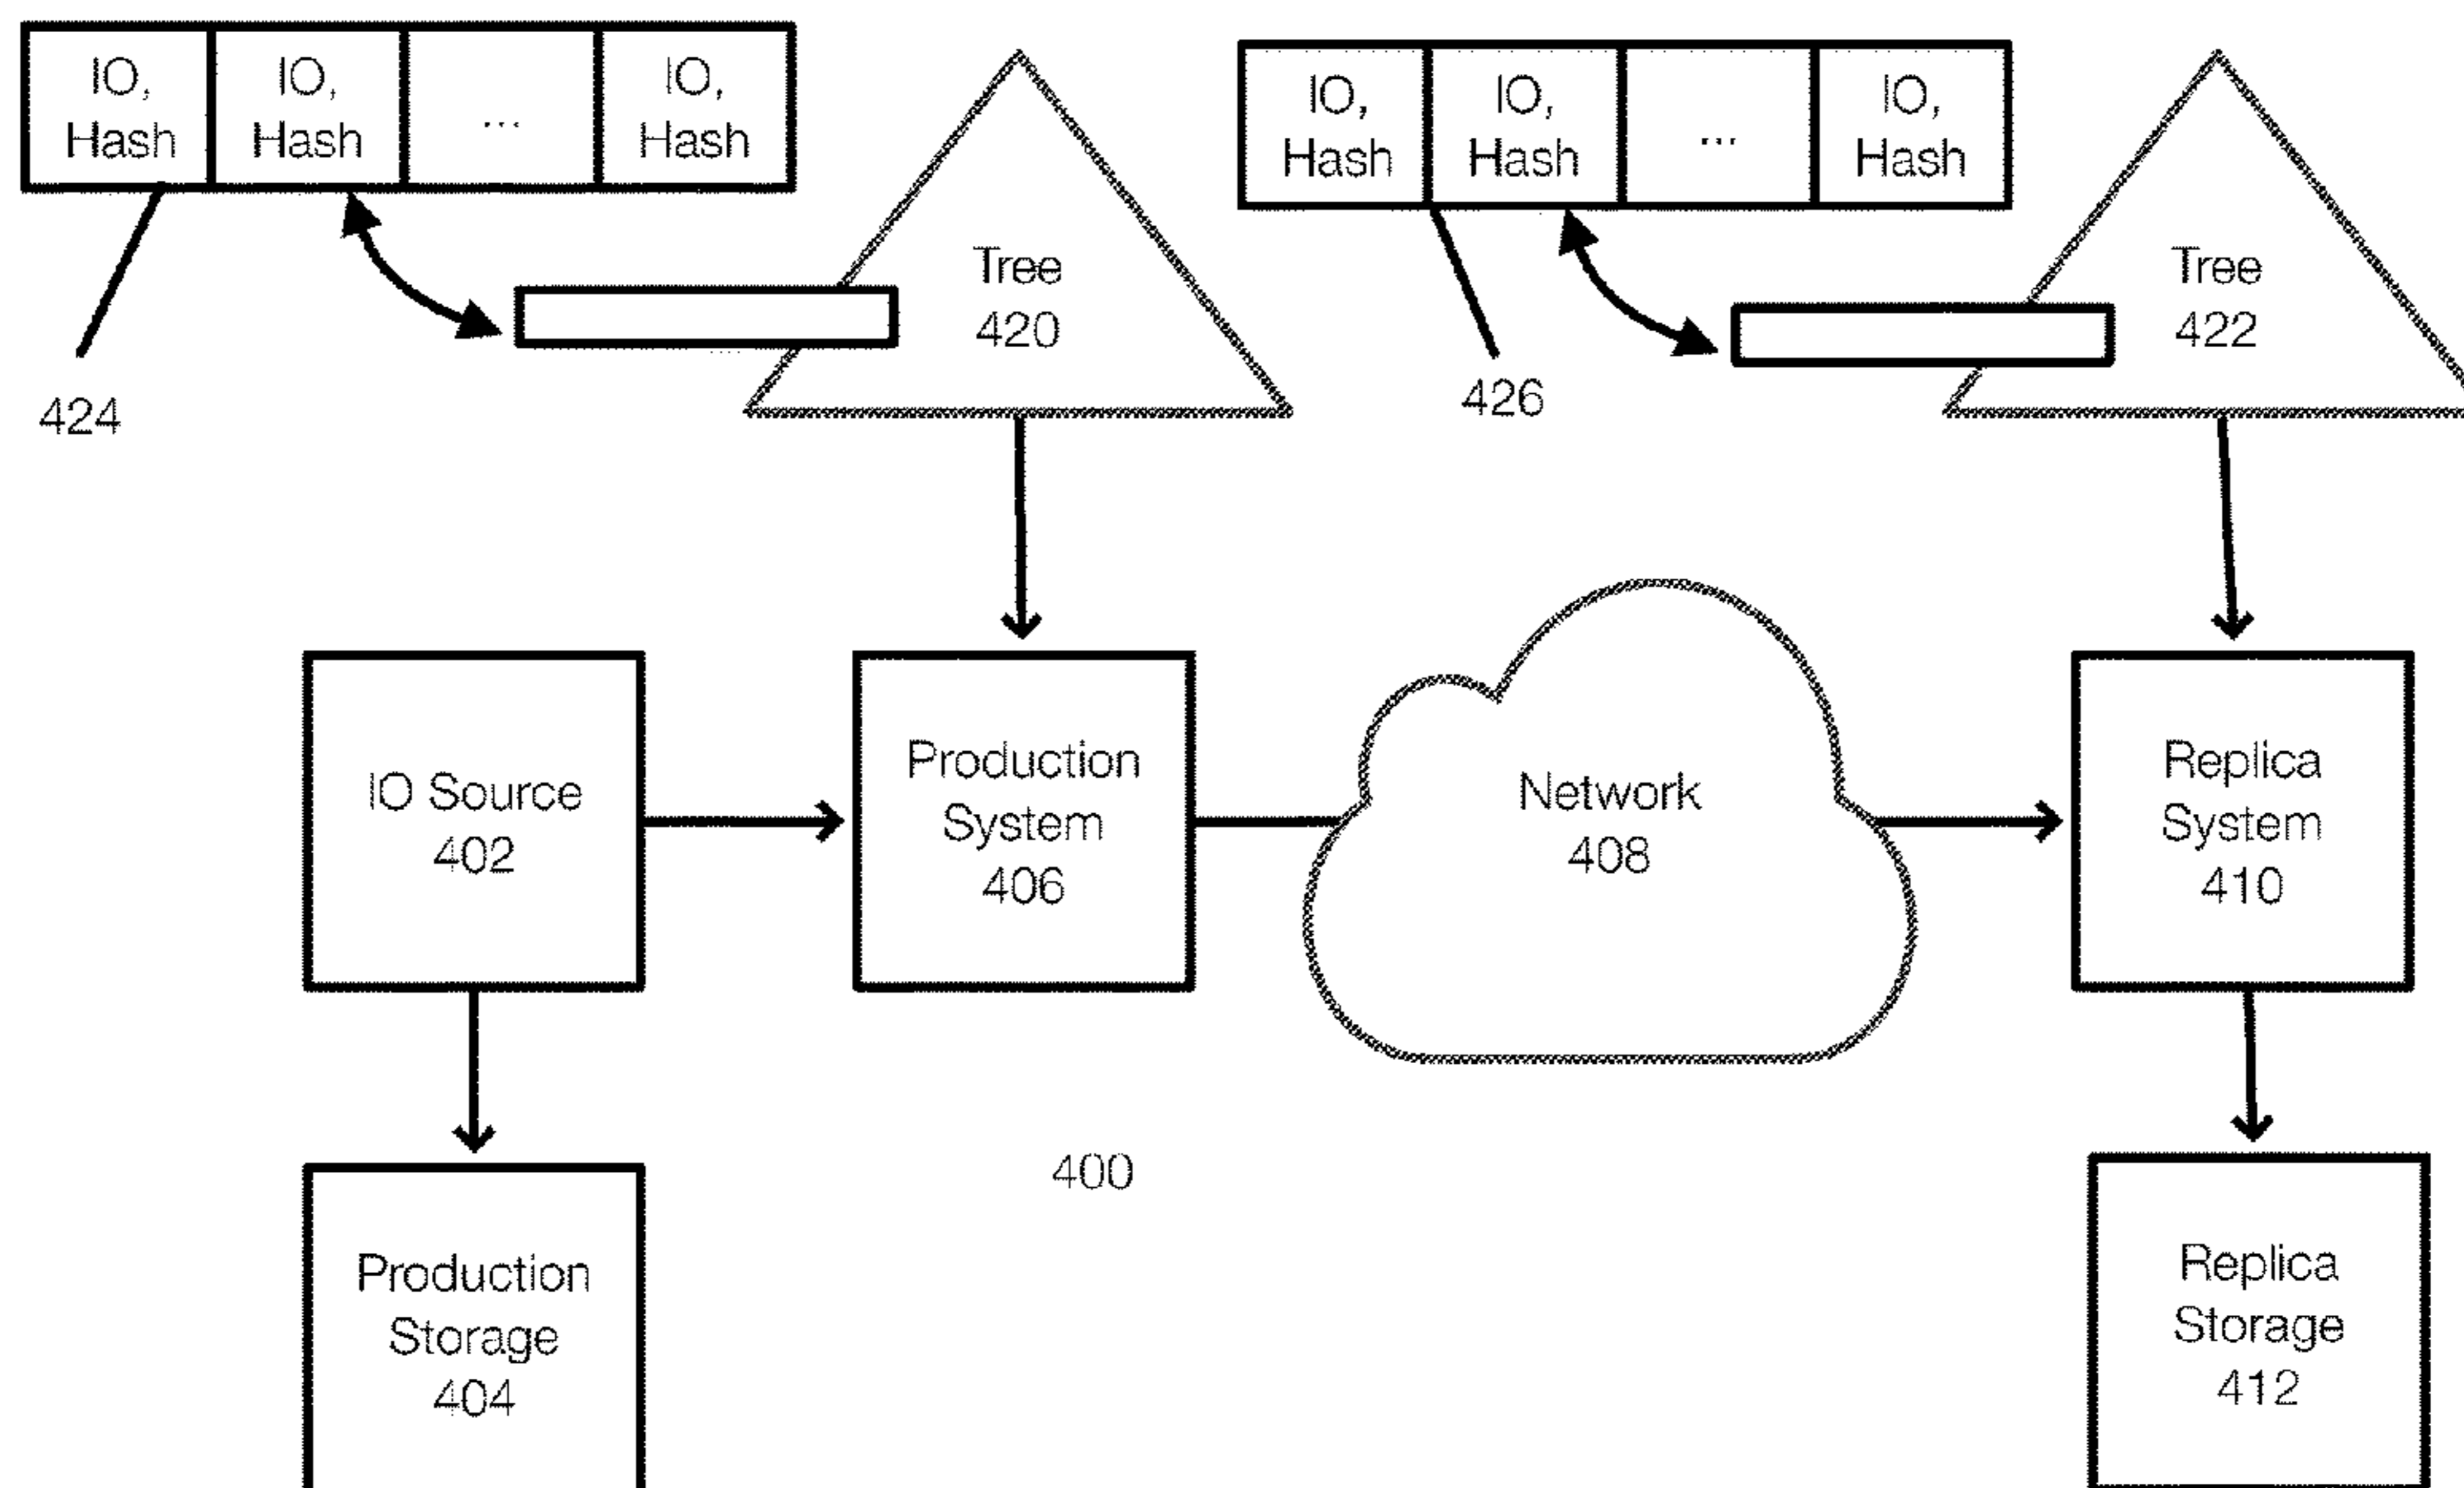 IO,
Hash
IO,
Hash
...
IO,
Hash
IO,
Hash
IO,
Hash
...
IO,
Hash
Tree
420
Tree
422
424
426
IO Source
402
Production
System
406
Network
408
Replica
System
410
400
Production
Storage
404
Replica
Storage
412